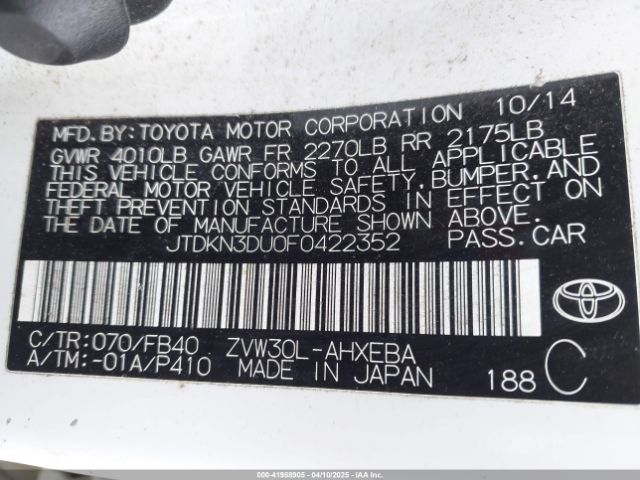 10/14
MFD.BY:TOYOTA MOTOR CORPORATION
GVWR 4010LB GAWR FR 2270LB RR 2175LB
THIS VEHICLE CONFORMS TO ALL APPLICABLE
FEDERAL MOTOR VEHICLE SAFETY,BUMPER,AND
THEFT PREVENTION STANDARDS IN EFFECT ON
THE DATE OF MANUFACTURE SHOWN ABOVE.
JTDKN3DU0F0422352 PASS.CAR
C/TR:070/FB40 ZVW30L-AHXEBA
A/TM:-01A/P410 MADE IN JAPAN
188 C
000-41968905 - 04/10/2025 - IAAI.COM